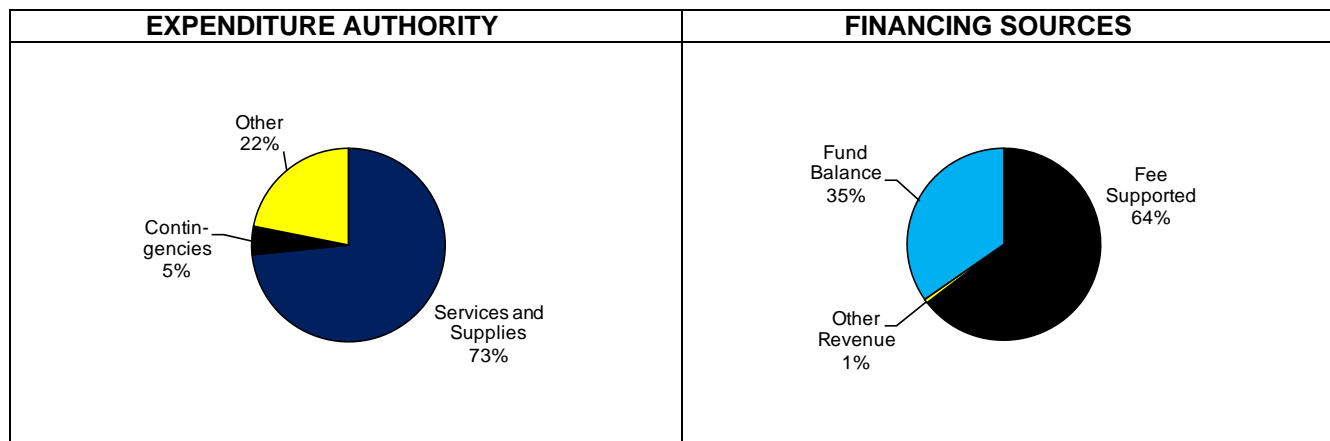 EXPENDITURE AUTHORITY
Other
22%
Contin-
gencies
5%
Services and
Supplies
73%
FINANCING SOURCES
Fund
Balance
35%
Fee
Supported
64%
Other
Revenue
1%